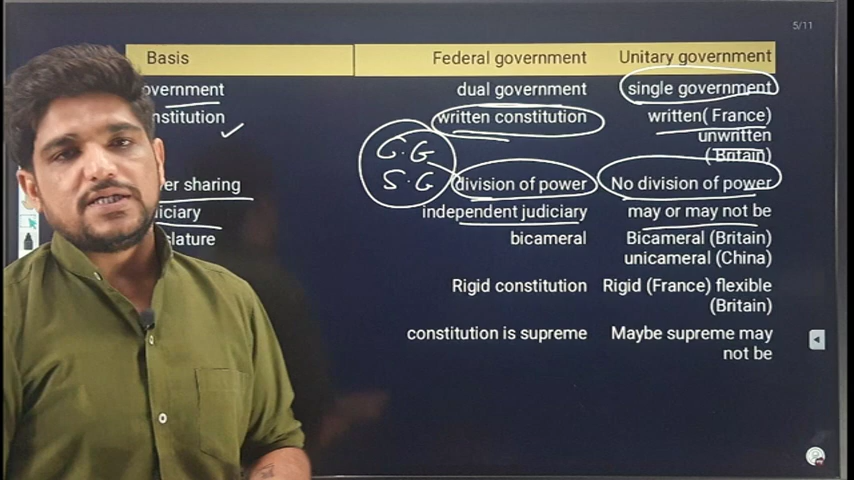 5/11
Basis Federal government Unitary government
overnment dual government single government
nstitution written constitution written( France)
unwritten
(Britain)
C.G
S.G
er sharing division of power No division of power
diciary independent judiciary may or may not be
slature bicameral Bicameral (Britain)
unicameral (China)
Rigid constitution Rigid (France) flexible
(Britain)
constitution is supreme Maybe supreme may
not be